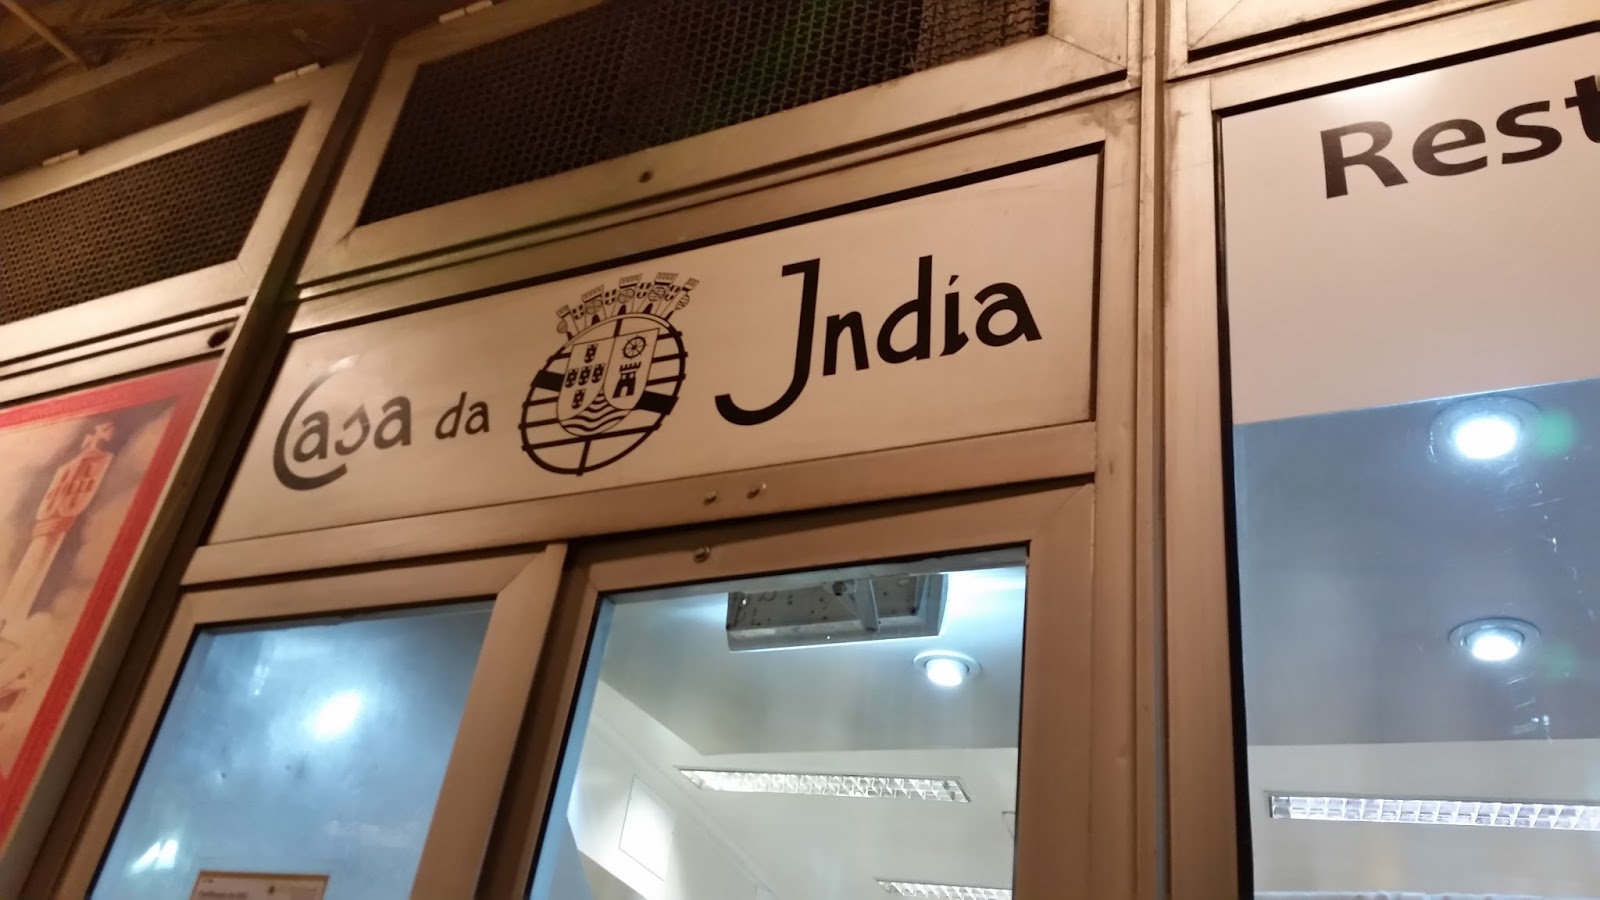 Casa da India
Rest